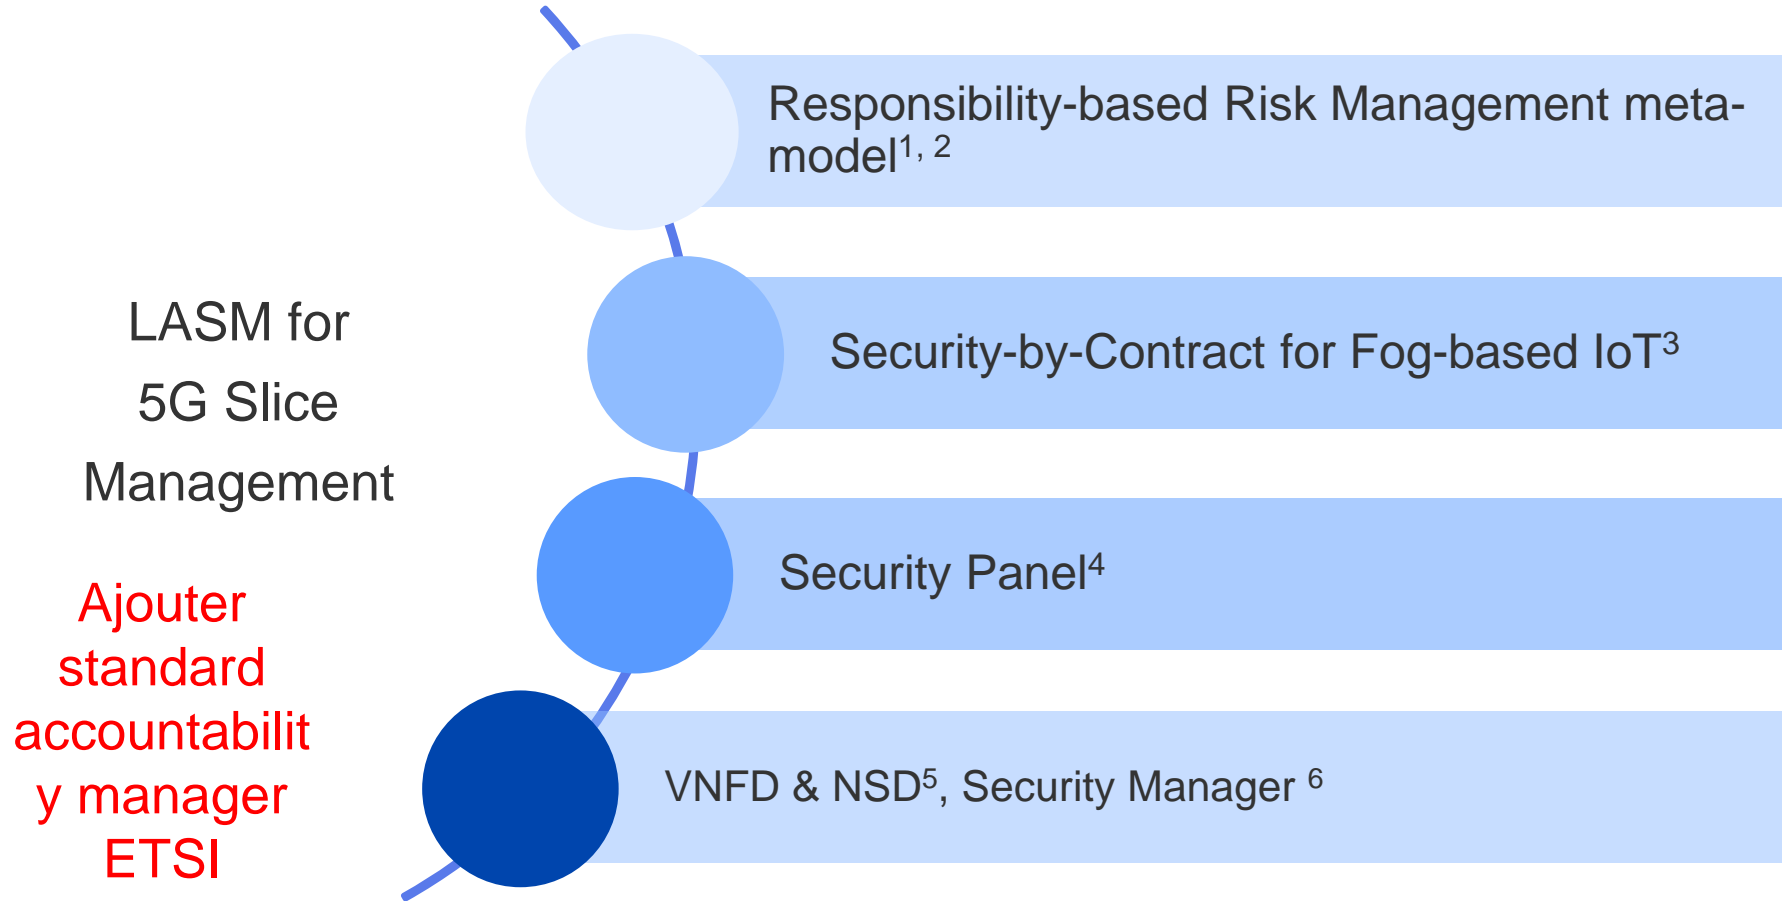 LASM for
5G Slice
Management
Ajouter
standard
accountabilit
y manager
ETSI
Responsibility-based Risk Management meta-
model1, 2
Security-by-Contract for Fog-based IoT3
Security Panel4
VNFD & NSD5, Security Manager 6